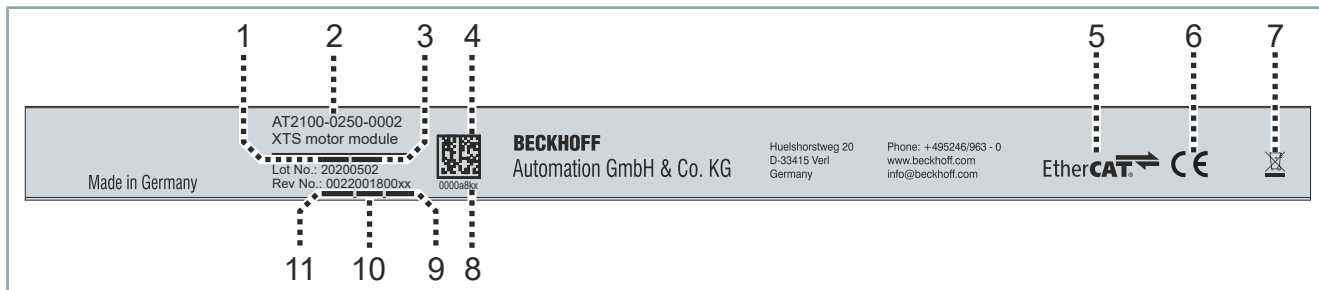 1 2 3 4 5 6 7
AT2100-0250-0002
XTS motor module
Lot No.: 20200502
Rev No.: 0022001800xx
Made in Germany
0000a8kx
BECKHOFF
Automation GmbH & Co. KG
Huelshorstweg 20
D-33415 Verl
Germany
Phone: +495246/963 - 0
www.beckhoff.com
info@beckhoff.com
EtherCAT®
CE
11 10 9 8